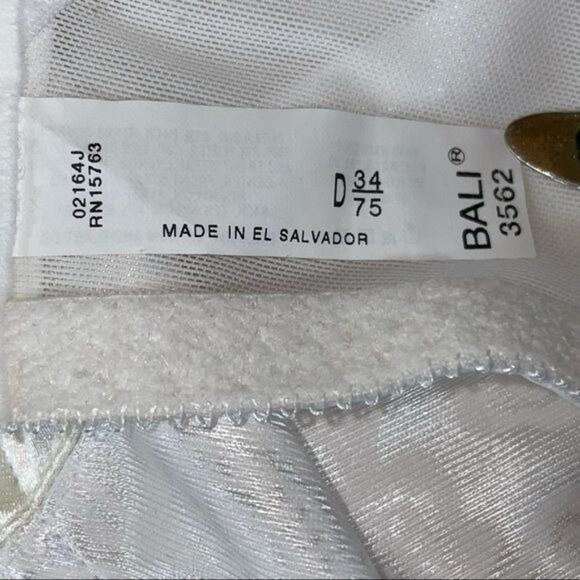 02164J
RN15763
D 34/75
MADE IN EL SALVADOR
BALI®
3562